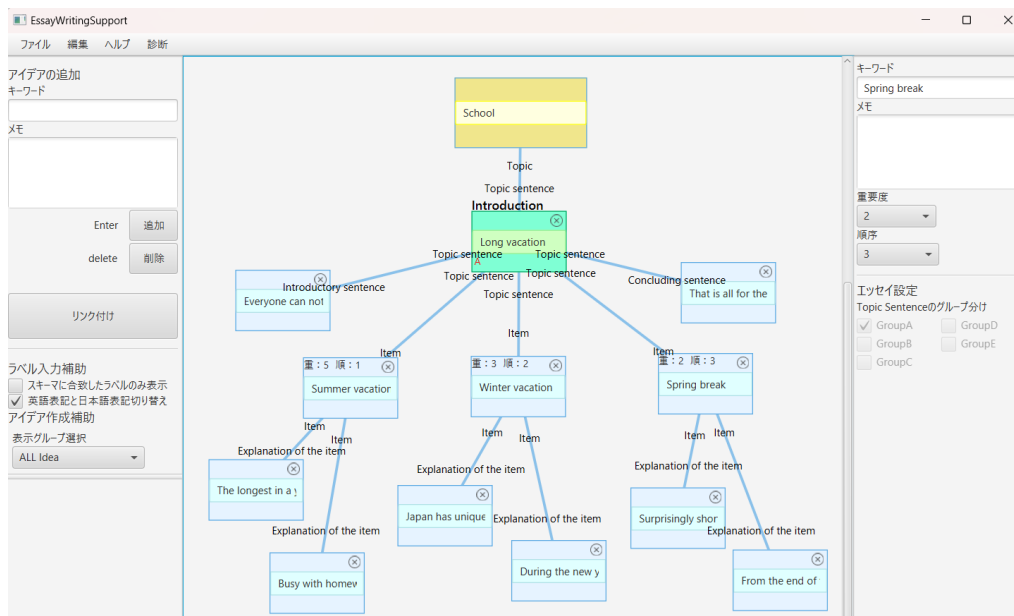 EssayWritingSupport
ファイル 編集 ヘルプ 診断
アイデアの追加
キーワード
メモ
Enter 追加
delete 削除
リンク付け
ラベル入力補助
スキーマに合致したラベルのみ表示
英語表記と日本語表記切り替え
アイデア作成補助
表示グループ選択
ALL Idea
School
Topic
Topic sentence
Introduction
Long vacation
A
Topic sentence
Topic sentence
Topic sentence
Topic sentence
Topic sentence
Introductory sentence
Everyone can not
Concluding sentence
That is all for the
Item
Item
Item
重:5 順:1
Summer vacation
重:3 順:2
Winter vacation
重:2 順:3
Spring break
Item
Item
Item
Item
Item
Item
Explanation of the item
The longest in a y
Explanation of the item
Busy with homew
Explanation of the item
Japan has unique
Explanation of the item
During the new y
Explanation of the item
Surprisingly shor
Explanation of the item
From the end of
キーワード
Spring break
メモ
重要度
2
順序
3
エッセイ設定
Topic Sentenceのグループ分け
GroupA GroupD
GroupB GroupE
GroupC